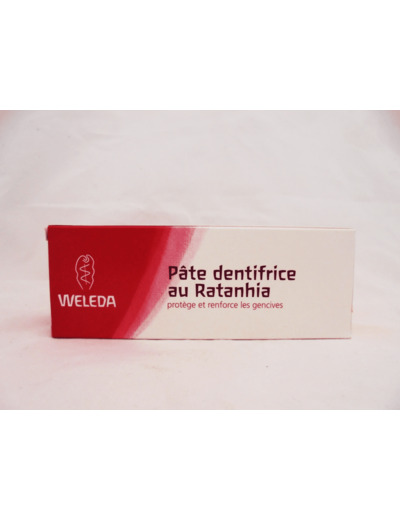 WELEDA
Pâte dentifrice
au Ratanhia
protège et renforce les gencives